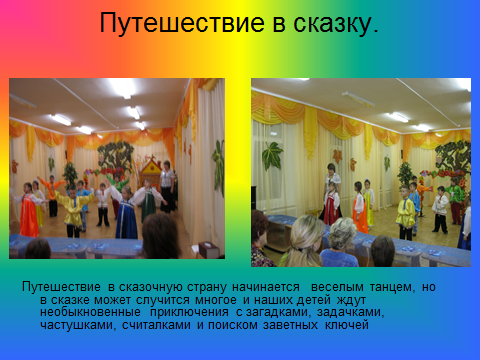 Путешествие в сказку.
Путешествие в сказочную страну начинается веселым танцем, но
в сказке может случится многое и наших детей ждут
необыкновенные приключения с загадками, задачками,
частушками, считалками и поиском заветных ключей